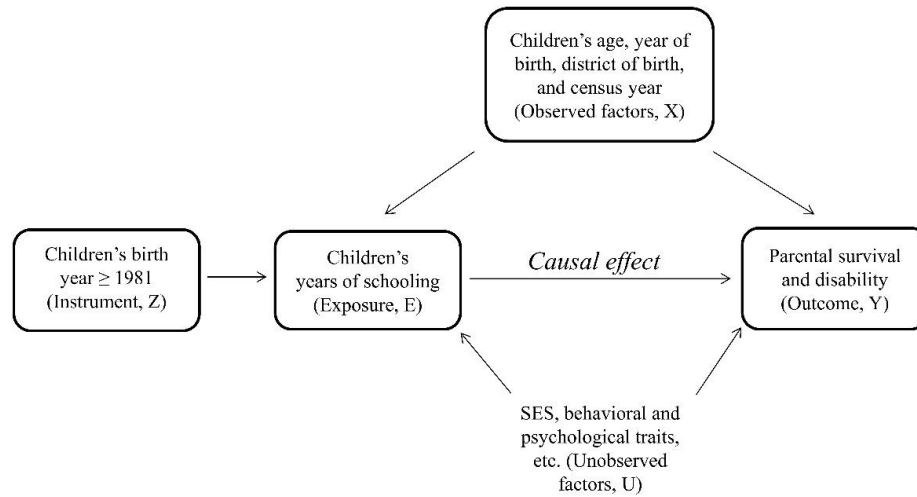 Children's age, year of
birth, district of birth,
and census year
(Observed factors, X)
Children's birth
year ≥ 1981
(Instrument, Z)
Children's
years of schooling
(Exposure, E)
Causal effect
Parental survival
and disability
(Outcome, Y)
SES, behavioral and
psychological traits,
etc. (Unobserved
factors, U)